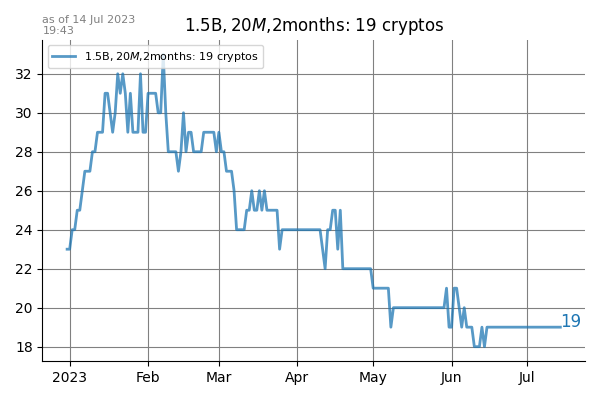 as of 14 Jul 2023
19:43
1.5B, 20M,2months: 19 cryptos
1.5B, 20M,2months: 19 cryptos
32
30
28
26
24
22
20
18
19
2023 Feb Mar Apr May Jun Jul